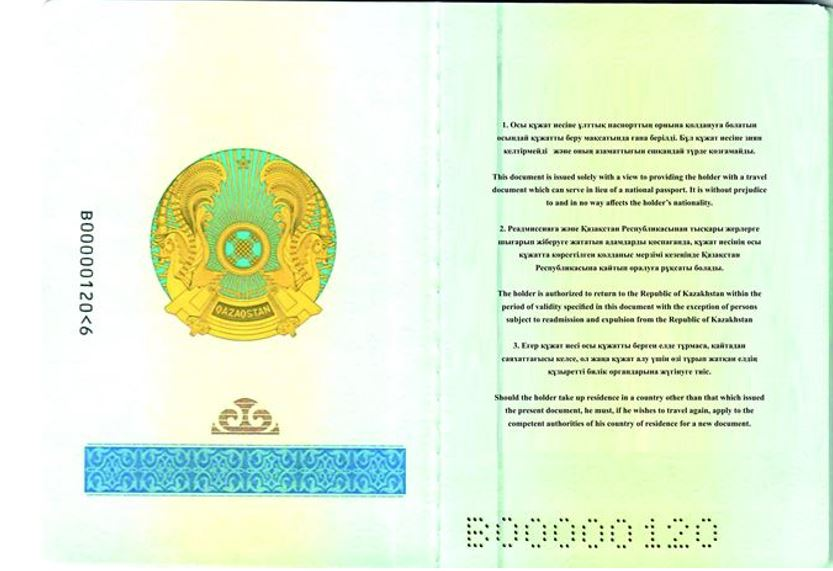 B00000120<6
QAZAQSTAN
1. Осы құжат иесіне ұлттық паспорттың орнына қолдануға болатын
осындай құжатты беру мақсатында ғана берілді. Бұл құжат иесіне зиян
келтірмейді және оның азаматтығын ешқандай түрде қозғамайды.
This document is issued solely with a view to providing the holder with a travel
document which can serve in lieu of a national passport. It is without prejudice
to and in no way affects the holder's nationality.
2. Реадмиссияға және Қазақстан Республикасынан тысқары жерлерге
шығарып жіберуге жататын адамдарды қоспағанда, құжат иесінің осы
құжатта көрсетілген қолданыс мерзімі кезеңінде Қазақстан
Республикасына қайтып оралуға рұқсаты болады.
The holder is authorized to return to the Republic of Kazakhstan within the
period of validity specified in this document with the exception of persons
subject to readmission and expulsion from the Republic of Kazakhstan
3. Егер құжат иесі осы құжатты берген елде тұрмаса, қайтадан
саяхаттағысы келсе, ол жаңа құжат алу үшін өзі тұрып жатқан елдің
құзыретті билік органдарына жүгінуге тиіс.
Should the holder take up residence in a country other than that which issued
the present document, he must, if he wishes to travel again, apply to the
competent authorities of his country of residence for a new document.
B00000120